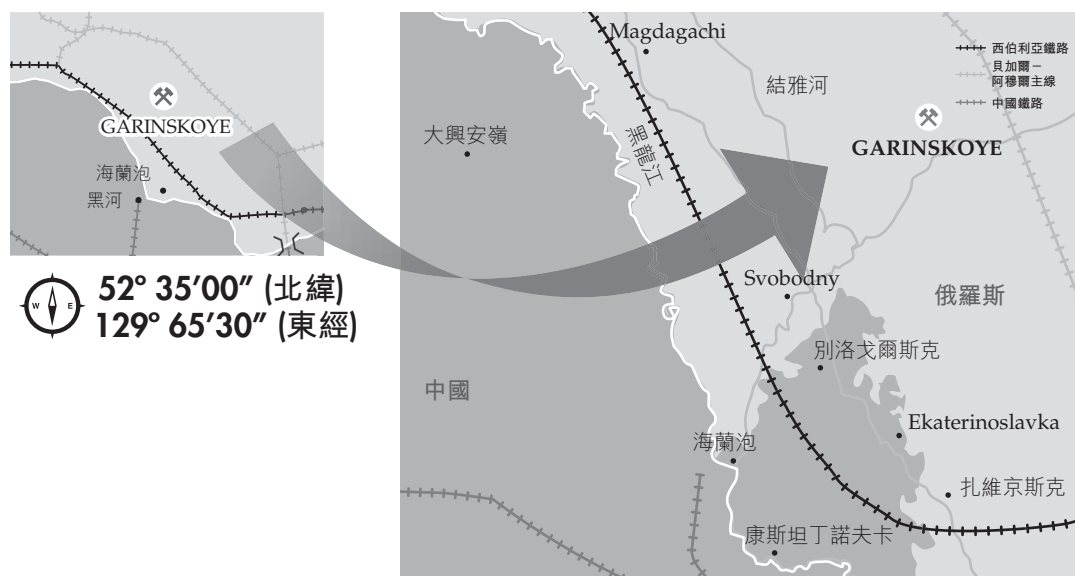 GARINSKOYE
海蘭泡
黑河
W E
52° 35’00” (北緯)
129° 65’30” (東經)
Magdagachi
西伯利亞鐵路
貝加爾－
阿穆爾主線
中國鐵路
結雅河
大興安嶺
黑龍江
GARINSKOYE
Svobodny
俄羅斯
別洛戈爾斯克
中國
Ekaterinoslavka
海蘭泡
扎維京斯克
康斯坦丁諾夫卡